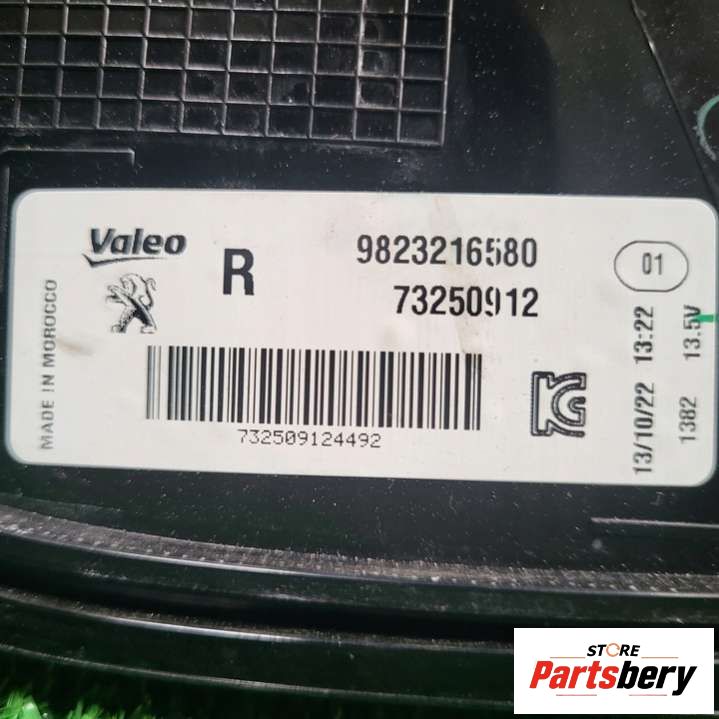 Valeo
R
9823216580
73250912
01
MADE IN MOROCCO
732509124492
13/10/22 13:22
1382 13.5V
STORE
Partsbery